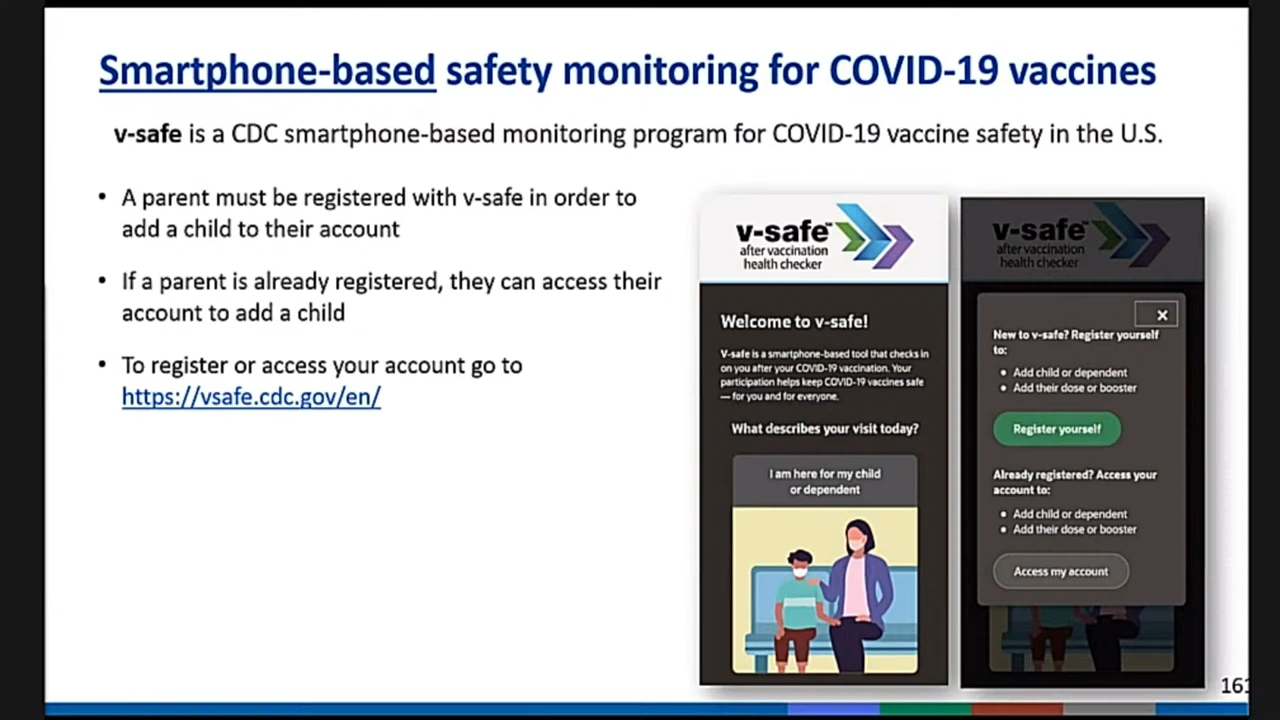 Smartphone-based safety monitoring for COVID-19 vaccines
v-safe is a CDC smartphone-based monitoring program for COVID-19 vaccine safety in the U.S.
• A parent must be registered with v-safe in order to
add a child to their account
• If a parent is already registered, they can access their
account to add a child
• To register or access your account go to
https://vsafe.cdc.gov/en/
v-safe™
after vaccination
health checker
Welcome to v-safe!
V-safe is a smartphone-based tool that checks in
on you after your COVID-19 vaccination. Your
participation helps keep COVID-19 vaccines safe
— for you and for everyone.
What describes your visit today?
I am here for my child
or dependent
v-safe™
after vaccination
health checker
×
New to v-safe? Register yourself
to:
• Add child or dependent
• Add their dose or booster
Register yourself
Already registered? Access your
account to:
• Add child or dependent
• Add their dose or booster
Access my account
161